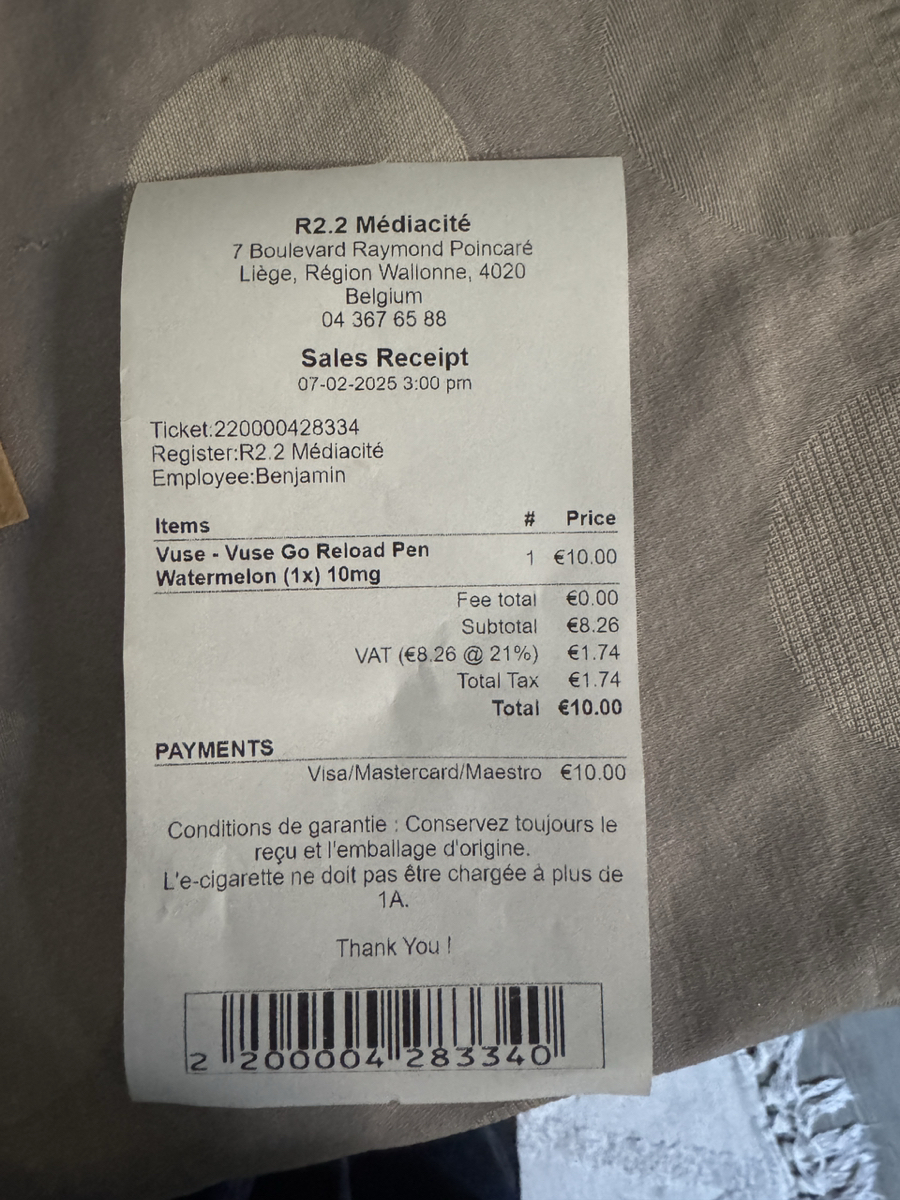 R2.2 Médiacité
7 Boulevard Raymond Poincaré
Liège, Région Wallonne, 4020
Belgium
04 367 65 88
Sales Receipt
07-02-2025 3:00 pm
Ticket:220000428334
Register:R2.2 Médiacité
Employee:Benjamin
Items # Price
Vuse - Vuse Go Reload Pen 1 €10.00
Watermelon (1x) 10mg
Fee total €0.00
Subtotal €8.26
VAT (€8.26 @ 21%) €1.74
Total Tax €1.74
Total €10.00
PAYMENTS
Visa/Mastercard/Maestro €10.00
Conditions de garantie : Conservez toujours le
reçu et l'emballage d'origine.
L'e-cigarette ne doit pas être chargée à plus de
1A.
Thank You !
2 200004 283340